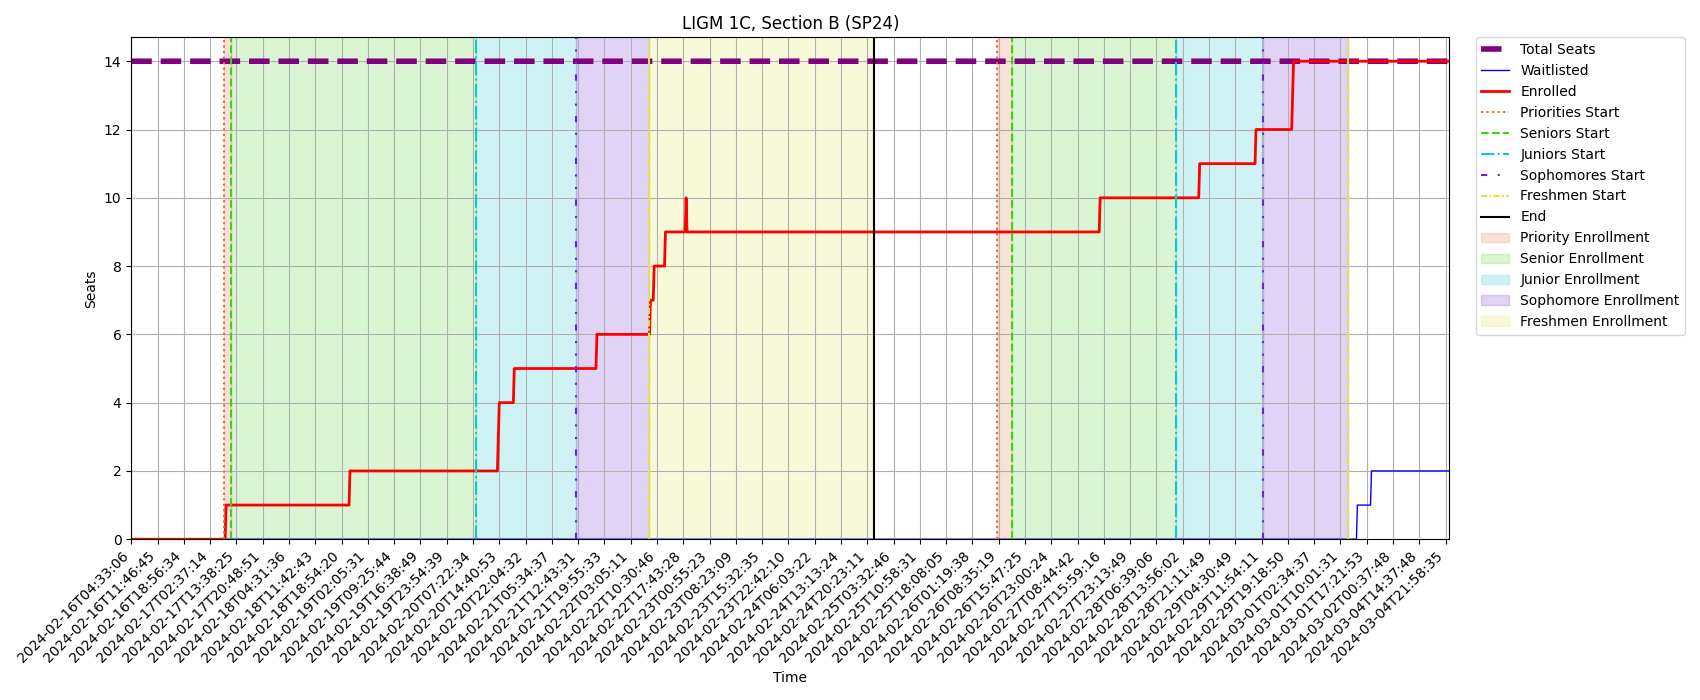 LIGM 1C, Section B (SP24)
Total Seats
Waitlisted
Enrolled
Priorities Start
Seniors Start
Juniors Start
Sophomores Start
Freshmen Start
End
Priority Enrollment
Senior Enrollment
Junior Enrollment
Sophomore Enrollment
Freshmen Enrollment
Seats
14
12
10
8
6
4
2
0
2024-02-16T04:33:06
2024-02-16T11:46:45
2024-02-16T18:56:34
2024-02-17T02:37:14
2024-02-17T13:38:25
2024-02-17T20:48:51
2024-02-18T04:31:36
2024-02-18T11:42:43
2024-02-18T18:54:20
2024-02-19T02:05:31
2024-02-19T09:25:44
2024-02-19T16:38:49
2024-02-19T23:54:39
2024-02-20T07:22:34
2024-02-20T14:40:53
2024-02-20T22:04:32
2024-02-21T05:34:37
2024-02-21T12:43:31
2024-02-21T19:55:33
2024-02-22T03:05:11
2024-02-22T10:30:46
2024-02-22T17:43:28
2024-02-23T00:55:23
2024-02-23T08:23:09
2024-02-23T15:32:35
2024-02-23T22:42:10
2024-02-24T06:03:22
2024-02-24T13:13:24
2024-02-24T20:23:11
2024-02-25T03:32:46
2024-02-25T10:58:31
2024-02-25T18:08:05
2024-02-26T01:19:38
2024-02-26T08:35:19
2024-02-26T15:47:25
2024-02-26T23:00:24
2024-02-27T08:44:42
2024-02-27T15:59:16
2024-02-27T23:13:49
2024-02-28T06:39:06
2024-02-28T13:56:02
2024-02-28T21:11:49
2024-02-29T04:30:49
2024-02-29T11:54:11
2024-02-29T19:18:50
2024-03-01T02:34:37
2024-03-01T10:01:31
2024-03-01T17:21:53
2024-03-02T00:37:48
2024-03-04T14:37:48
2024-03-04T21:58:35
Time